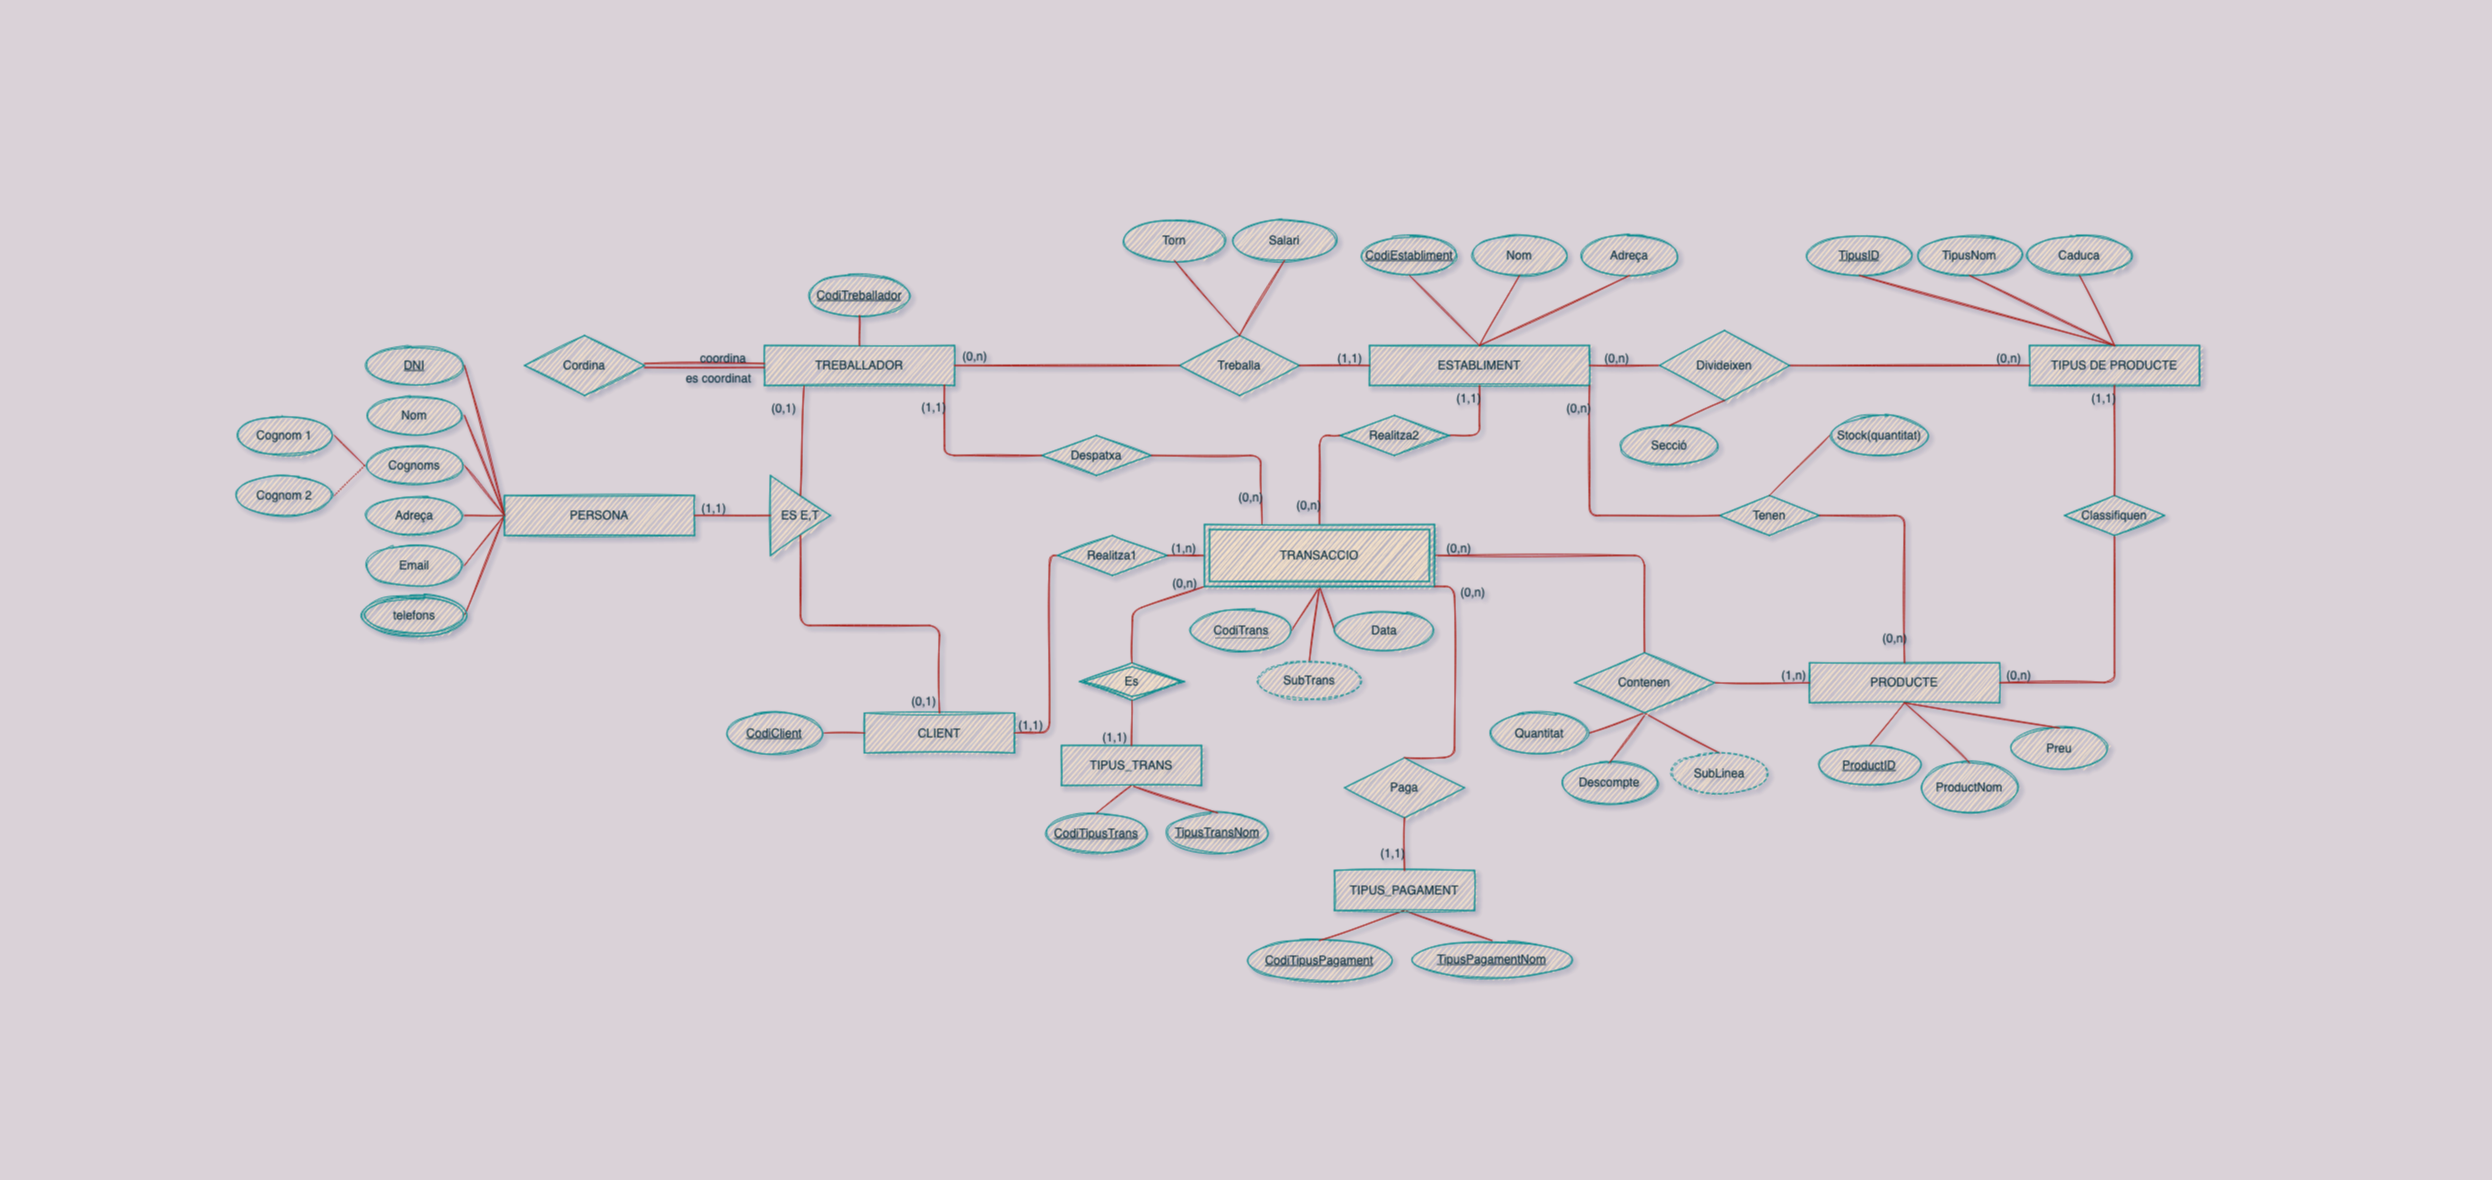 Torn
Salari
CodiEstabliment
Nom
Adreça
TipusID
TipusNom
Caduca
CodiTreballador
Cordina
coordina
es coordinat
TREBALLADOR
(0,n)
Treballa
(1,1)
ESTABLIMENT
(0,n)
Divideixen
(0,n)
TIPUS DE PRODUCTE
DNI
Nom
Cognom 1
Cognoms
Cognom 2
Adreça
Email
telefons
(0,1)
(1,1)
(1,1)
(0,n)
(1,1)
Realitza2
Secció
Stock(quantitat)
Despatxa
PERSONA
(1,1)
ES E,T
(0,n)
(0,n)
Tenen
Classifiquen
Realitza1
(1,n)
TRANSACCIO
(0,n)
(0,n)
(0,n)
CodiTrans
Data
SubTrans
(0,n)
Es
Contenen
(1,n)
PRODUCTE
(0,n)
(0,1)
CodiClient
CLIENT
(1,1)
(1,1)
TIPUS_TRANS
CodiTipusTrans
TipusTransNom
Quantitat
Descompte
SubLinea
ProductID
ProductNom
Preu
Paga
(1,1)
TIPUS_PAGAMENT
CodiTipusPagament
TipusPagamentNom